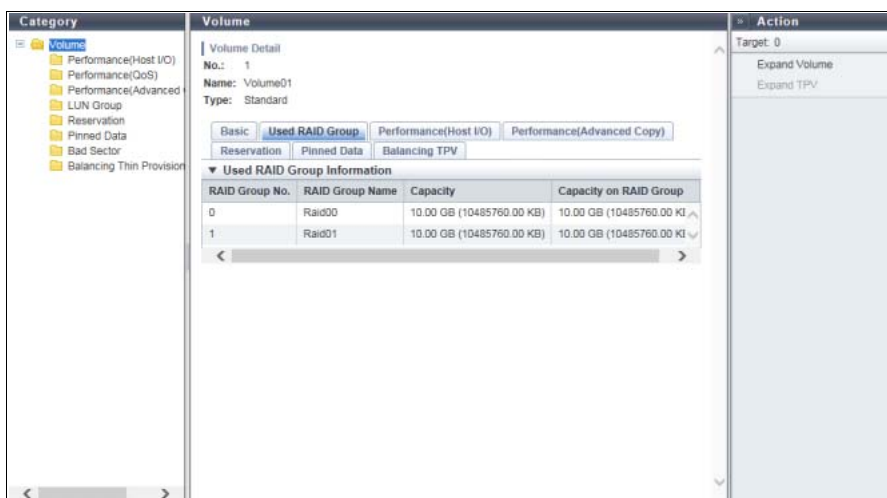 Category
Volume
Performance(Host I/O)
Performance(QoS)
Performance(Advanced
LUN Group
Reservation
Pinned Data
Bad Sector
Balancing Thin Provision
Volume
Volume Detail
No.: 1
Name: Volume01
Type: Standard
Basic Used RAID Group Performance(Host I/O) Performance(Advanced Copy)
Reservation Pinned Data Balancing TPV
▼ Used RAID Group Information
RAID Group No. RAID Group Name Capacity Capacity on RAID Group
0 Raid00 10.00 GB (10485760.00 KB) 10.00 GB (10485760.00 KB
1 Raid01 10.00 GB (10485760.00 KB) 10.00 GB (10485760.00 KB
» Action
Target: 0
Expand Volume
Expand TPV